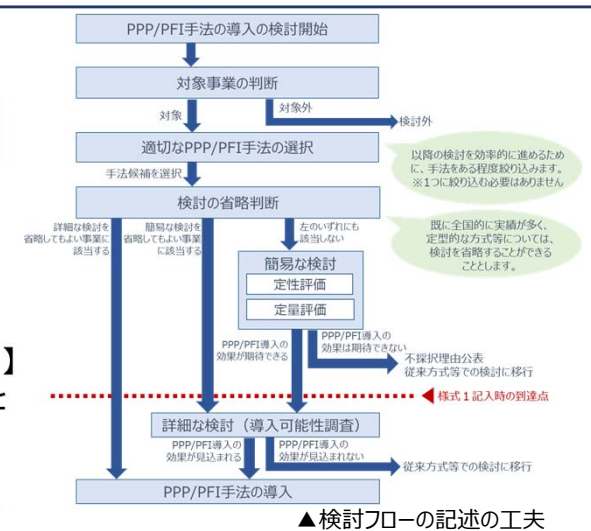 PPP/PFI手法の導入の検討開始
対象事業の判断
対象
対象外
検討外
適切なPPP/PFI手法の選択
手法候補を選択
以降の検討を効率的に進めるため
に、手法をある程度絞り込みます。
※1つに絞り込む必要はありません
検討の省略判断
詳細な検討を
省略してもよい事業に
該当する
簡易な検討を
省略してもよい事業
に該当する
左のいずれにも
該当しない
既に全国的に実績が多く、
定型的な方式等については、
検討を省略することができる
こととします。
簡易な検討
定性評価
定量評価
PPP/PFI導入の
効果が期待できる
PPP/PFI導入の
効果は期待できない
不採択理由公表
従来方式等での検討に移行
】
と
様式1記入時の到達点
詳細な検討（導入可能性調査）
PPP/PFI導入の
効果が見込まれる
PPP/PFI導入の
効果が見込まれない
従来方式等での検討に移行
PPP/PFI手法の導入
▲検討フローの記述の工夫